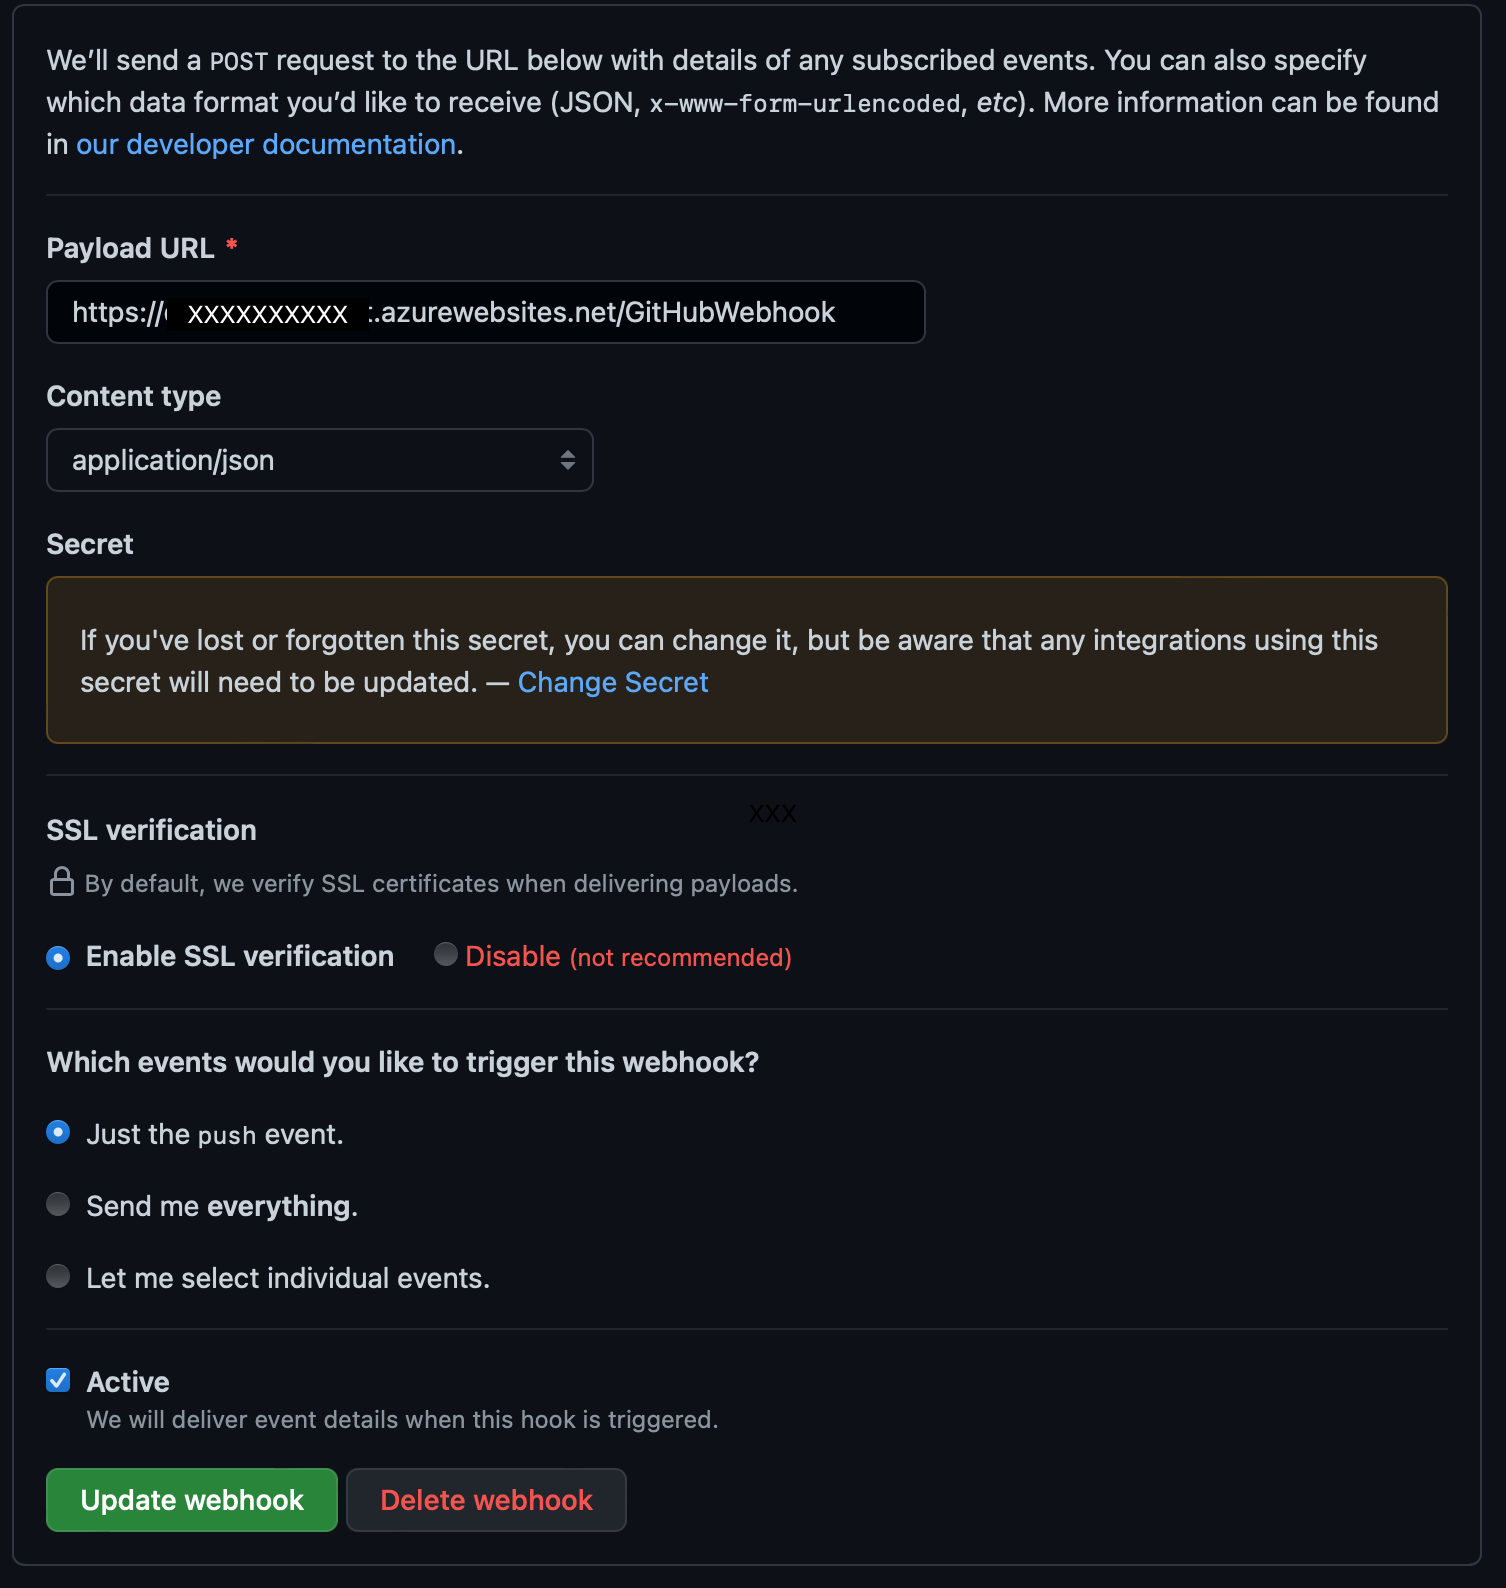 We’ll send a POST request to the URL below with details of any subscribed events. You can also specify
which data format you’d like to receive (JSON, x-www-form-urlencoded, etc). More information can be found
in our developer documentation.
Payload URL *
https:// XXXXXXXXXX .azurewebsites.net/GitHubWebhook
Content type
application/json
Secret
If you've lost or forgotten this secret, you can change it, but be aware that any integrations using this
secret will need to be updated. — Change Secret
XXX
SSL verification
By default, we verify SSL certificates when delivering payloads.
Enable SSL verification Disable (not recommended)
Which events would you like to trigger this webhook?
Just the push event.
Send me everything.
Let me select individual events.
Active
We will deliver event details when this hook is triggered.
Update webhook Delete webhook